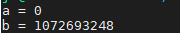 a = 0
b = 1072693248